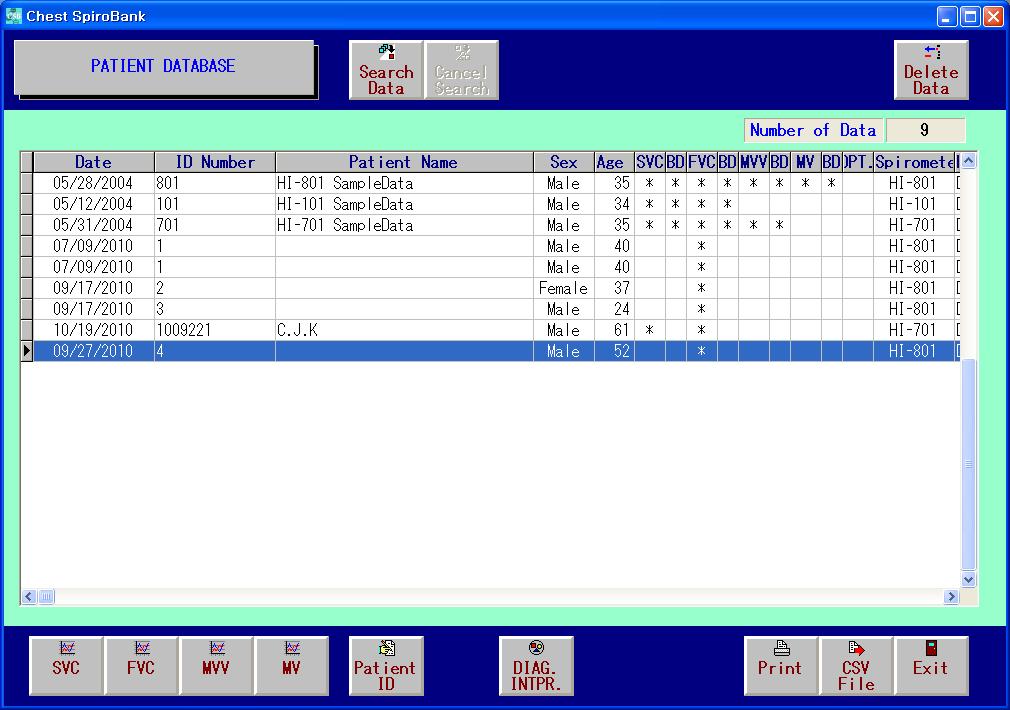 Chest SpiroBank
PATIENT DATABASE
Search Data
Cancel Search
Delete Data
Number of Data 9
Date ID Number Patient Name Sex Age SVC BD FVC BD MVV BD MV BD OPT. Spiromete
05/28/2004 801 HI-801 SampleData Male 35 * * * * * * * * HI-801
05/12/2004 101 HI-101 SampleData Male 34 * * * * HI-101
05/31/2004 701 HI-701 SampleData Male 35 * * * * * * HI-701
07/09/2010 1 Male 40 * HI-801
07/09/2010 1 Male 40 * HI-801
09/17/2010 2 Female 37 * HI-801
09/17/2010 3 Male 24 * HI-801
10/19/2010 1009221 C.J.K Male 61 * * HI-701
09/27/2010 4 Male 52 * HI-801
SVC FVC MVV MV Patient ID DIAG. INTPR. Print CSV File Exit